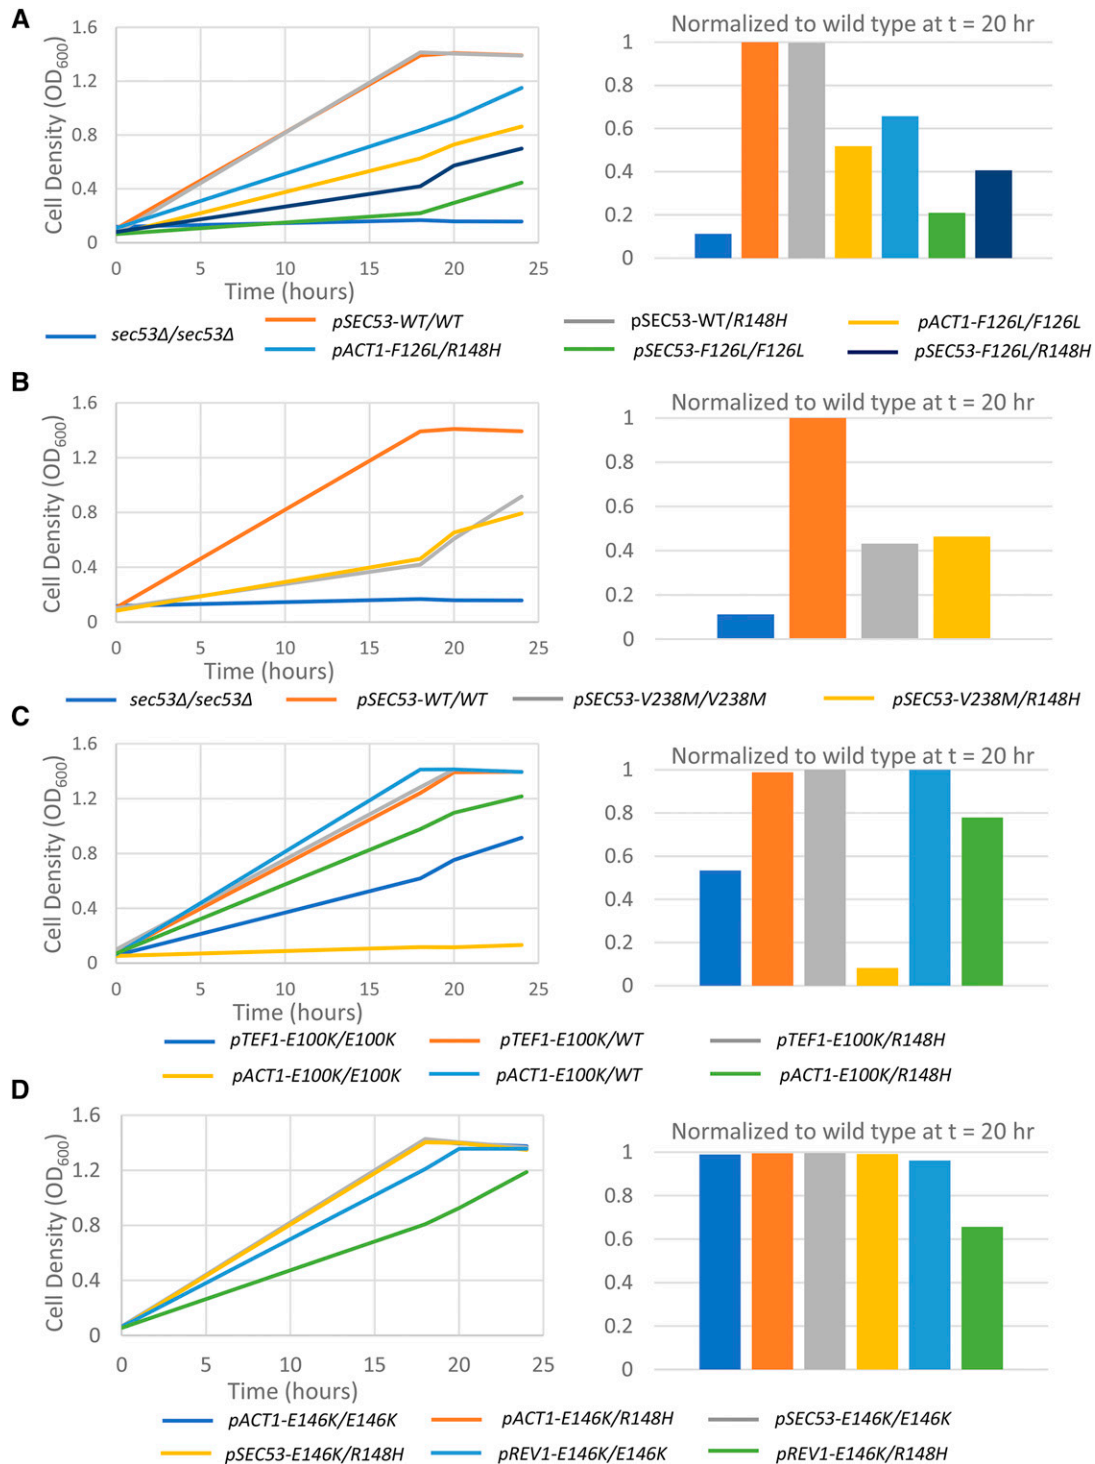 A
Cell Density (OD600)
1.6
1.2
0.8
0.4
0
0 5 10 15 20 25
Time (hours)
Normalized to wild type at t = 20 hr
1
0.8
0.6
0.4
0.2
0
sec53Δ/sec53Δ
pSEC53-WT/WT
pSEC53-WT/R148H
pACT1-F126L/F126L
pACT1-F126L/R148H
pSEC53-F126L/F126L
pSEC53-F126L/R148H
B
Cell Density (OD600)
1.6
1.2
0.8
0.4
0
0 5 10 15 20 25
Time (hours)
Normalized to wild type at t = 20 hr
1
0.8
0.6
0.4
0.2
0
sec53Δ/sec53Δ
pSEC53-WT/WT
pSEC53-V238M/V238M
pSEC53-V238M/R148H
C
Cell Density (OD600)
1.6
1.2
0.8
0.4
0
0 5 10 15 20 25
Time (hours)
Normalized to wild type at t = 20 hr
1
0.8
0.6
0.4
0.2
0
pTEF1-E100K/E100K
pTEF1-E100K/WT
pTEF1-E100K/R148H
pACT1-E100K/E100K
pACT1-E100K/WT
pACT1-E100K/R148H
D
Cell Density (OD600)
1.6
1.2
0.8
0.4
0
0 5 10 15 20 25
Time (hours)
Normalized to wild type at t = 20 hr
1
0.8
0.6
0.4
0.2
0
pACT1-E146K/E146K
pACT1-E146K/R148H
pSEC53-E146K/E146K
pSEC53-E146K/R148H
pREV1-E146K/E146K
pREV1-E146K/R148H